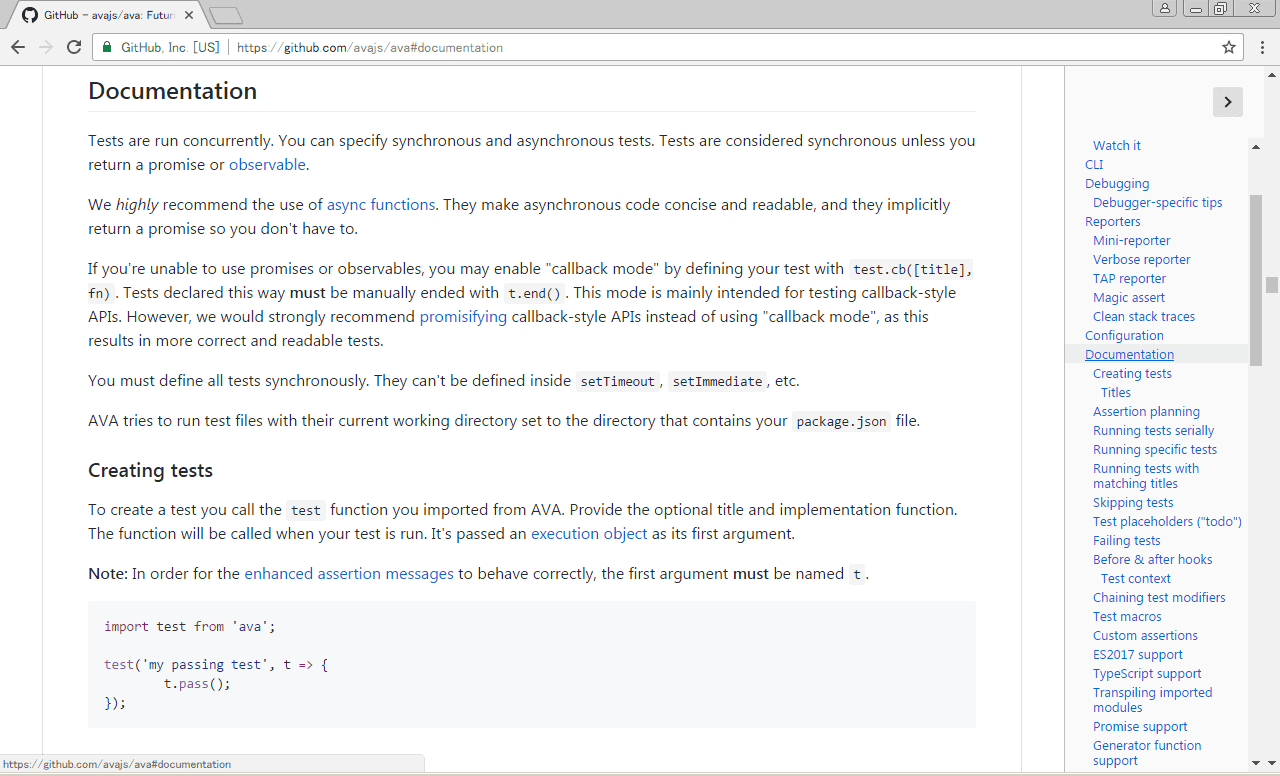 GitHub - avajs/ava: Futur
GitHub, Inc. [US] https://github.com/avajs/ava#documentation
Documentation
Tests are run concurrently. You can specify synchronous and asynchronous tests. Tests are considered synchronous unless you
return a promise or observable.
We highly recommend the use of async functions. They make asynchronous code concise and readable, and they implicitly
return a promise so you don't have to.
If you're unable to use promises or observables, you may enable "callback mode" by defining your test with test.cb([title],
fn). Tests declared this way must be manually ended with t.end(). This mode is mainly intended for testing callback-style
APIs. However, we would strongly recommend promisifying callback-style APIs instead of using "callback mode", as this
results in more correct and readable tests.
You must define all tests synchronously. They can't be defined inside setTimeout, setImmediate, etc.
AVA tries to run test files with their current working directory set to the directory that contains your package.json file.
Creating tests
To create a test you call the test function you imported from AVA. Provide the optional title and implementation function.
The function will be called when your test is run. It's passed an execution object as its first argument.
Note: In order for the enhanced assertion messages to behave correctly, the first argument must be named t.
import test from 'ava';
test('my passing test', t => {
t.pass();
});
https://github.com/avajs/ava#documentation
Watch it
CLI
Debugging
Debugger-specific tips
Reporters
Mini-reporter
Verbose reporter
TAP reporter
Magic assert
Clean stack traces
Configuration
Documentation
Creating tests
Titles
Assertion planning
Running tests serially
Running specific tests
Running tests with
matching titles
Skipping tests
Test placeholders ("todo")
Failing tests
Before & after hooks
Test context
Chaining test modifiers
Test macros
Custom assertions
ES2017 support
TypeScript support
Transpiling imported
modules
Promise support
Generator function
support